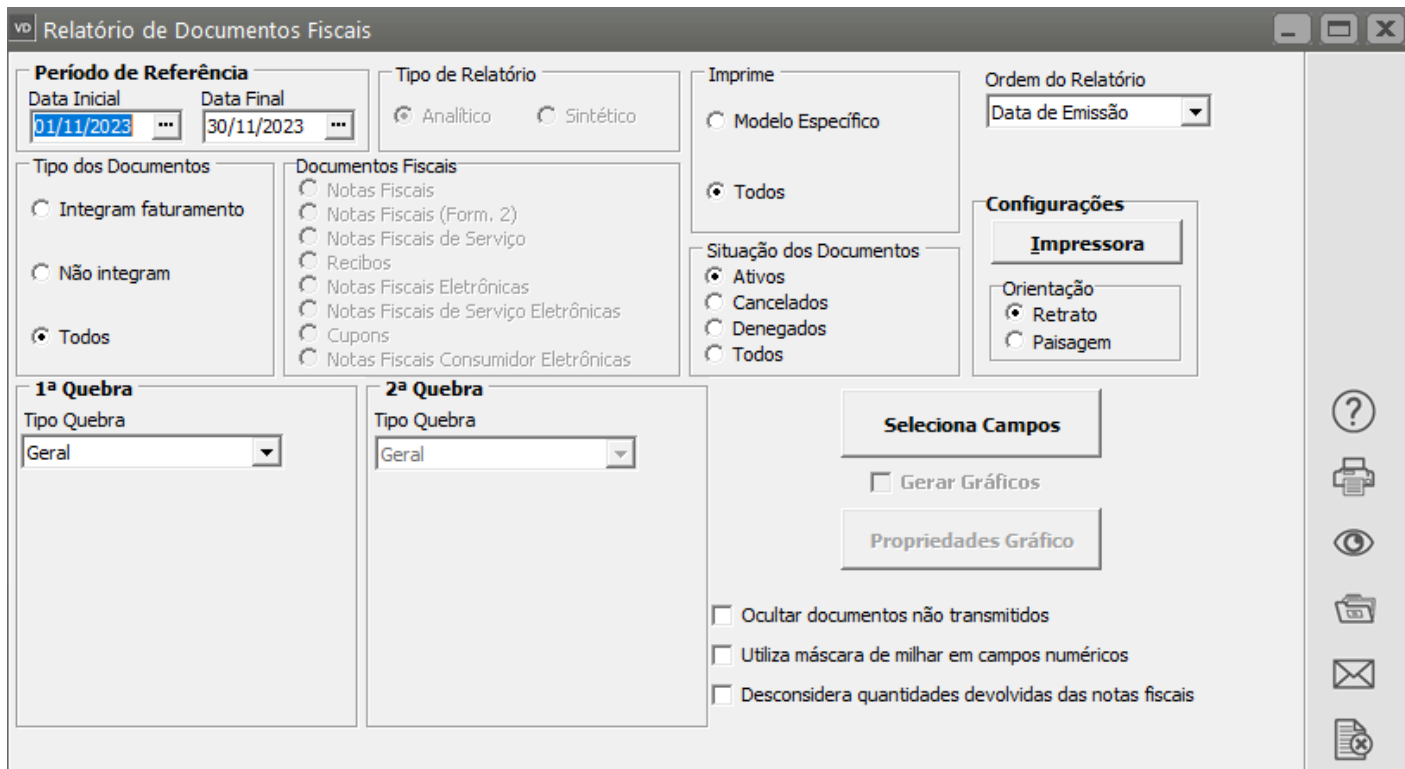 VD Relatório de Documentos Fiscais
Período de Referência
Data Inicial Data Final
01/11/2023 ... 30/11/2023 ...
Tipo de Relatório
Analítico Sintético
Imprime
Modelo Específico
Todos
Ordem do Relatório
Data de Emissão
Tipo dos Documentos
Integram faturamento
Não integram
Todos
Documentos Fiscais
Notas Fiscais
Notas Fiscais (Form. 2)
Notas Fiscais de Serviço
Recibos
Notas Fiscais Eletrônicas
Notas Fiscais de Serviço Eletrônicas
Cupons
Notas Fiscais Consumidor Eletrônicas
Situação dos Documentos
Ativos
Cancelados
Denegados
Todos
Configurações
Impressora
Orientação
Retrato
Paisagem
1ª Quebra
Tipo Quebra
Geral
2ª Quebra
Tipo Quebra
Geral
Seleciona Campos
Gerar Gráficos
Propriedades Gráfico
Ocultar documentos não transmitidos
Utiliza máscara de milhar em campos numéricos
Desconsidera quantidades devolvidas das notas fiscais